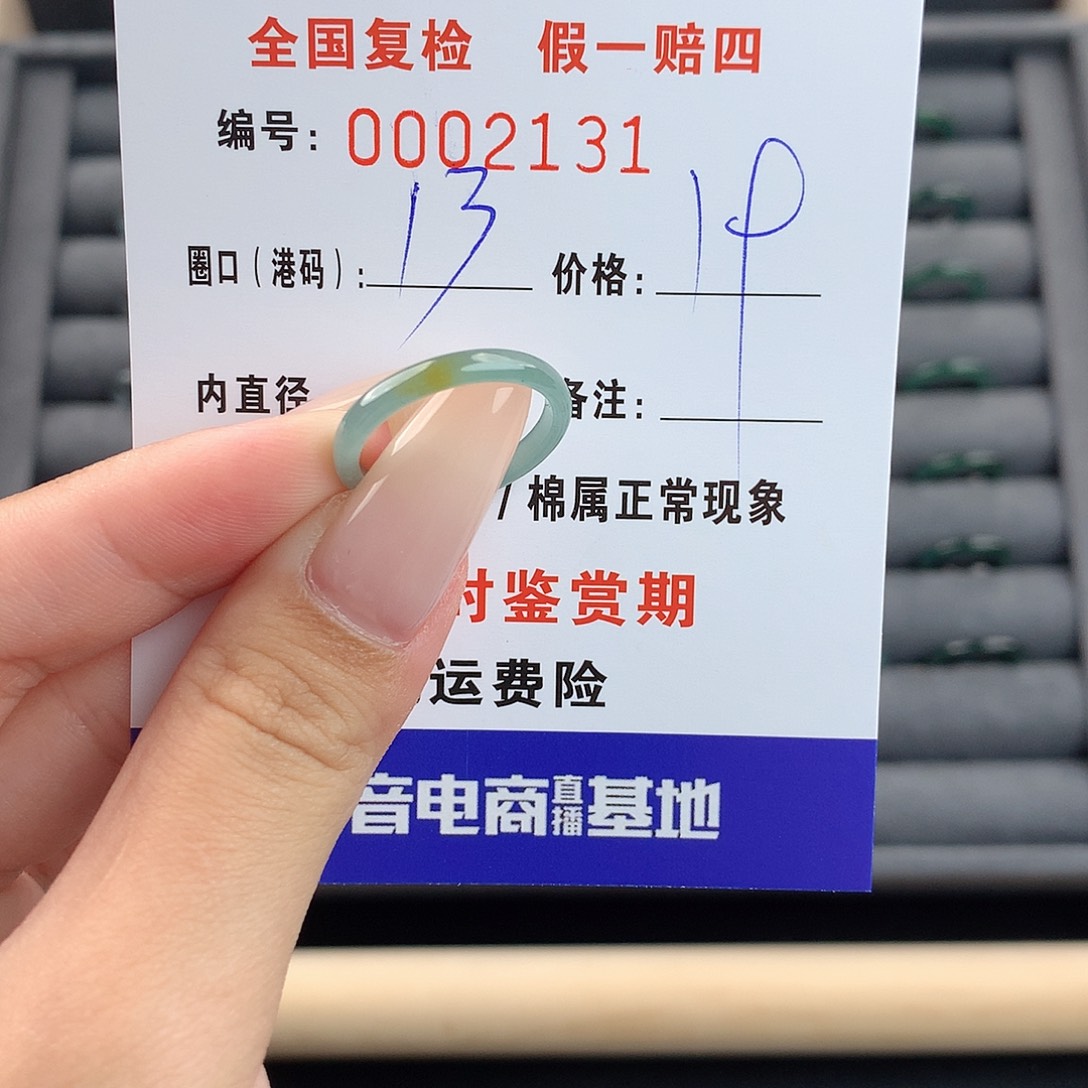 全国复检 假一赔四
编号: 0002131
圈口(港码): 13 价格:
内直径 备注:
/棉属正常现象
时鉴赏期
运费险
音电商直播基地